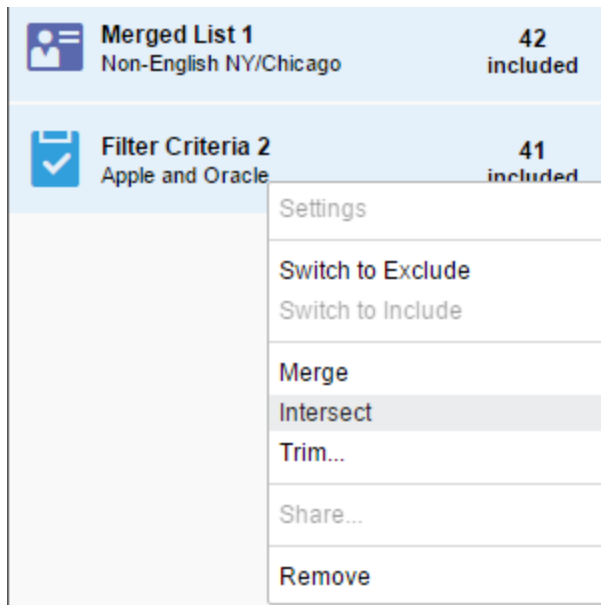 Merged List 1
42
Non-English NY/Chicago
included
Filter Criteria 2
41
Apple and Oracle
included
Settings
Switch to Exclude
Switch to Include
Merge
Intersect
Trim...
Share...
Remove